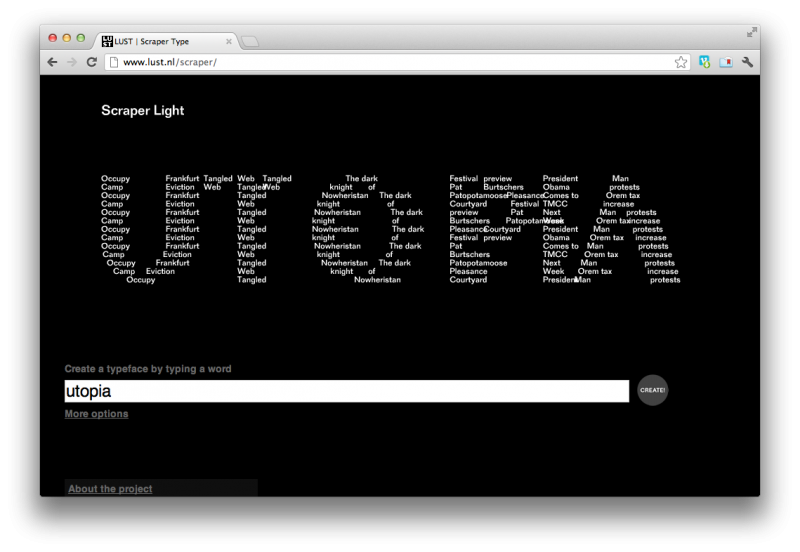 LUST | Scraper Type
www.lust.nl/scraper/
Scraper Light
Occupy Frankfurt Tangled Web Tangled The dark Festival preview President Man
Camp Eviction Web Tangled Web knight of Pat Burtschers Obama protests
Occupy Frankfurt Tangled Nowheristan The dark Patopotamoose Pleasance Comes to Orem tax
Camp Eviction Web knight of Courtyard Festival TMCC increase
Occupy Frankfurt Tangled Nowheristan The dark preview Pat Next Man protests
Camp Eviction Web knight of Burtschers Patopotamoose Week Orem tax increase
Occupy Frankfurt Tangled Nowheristan The dark Pleasance Courtyard President Man protests
Camp Eviction Web knight of Festival preview Obama Orem tax increase
Occupy Frankfurt Tangled Nowheristan The dark Pat Comes to Man protests
Camp Eviction Web knight of Burtschers TMCC Orem tax increase
Occupy Frankfurt Tangled Nowheristan The dark Patopotamoose Next Man protests
Camp Eviction Web knight of Pleasance Week Orem tax increase
Occupy Tangled Nowheristan Courtyard President Man protests
Create a typeface by typing a word
utopia
CREATE!
More options
About the project